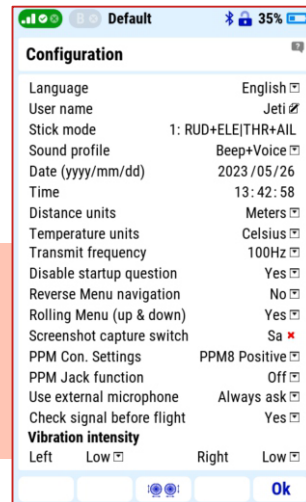 B Default 35%
Configuration ?
Language English
User name Jeti
Stick mode 1: RUD+ELE|THR+AIL
Sound profile Beep+Voice
Date (yyyy/mm/dd) 2023/05/26
Time 13:42:58
Distance units Meters
Temperature units Celsius
Transmit frequency 100Hz
Disable startup question Yes
Reverse Menu navigation No
Rolling Menu (up & down) Yes
Screenshot capture switch Sa
PPM Con. Settings PPM8 Positive
PPM Jack function Off
Use external microphone Always ask
Check signal before flight Yes
Vibration intensity
Left Low Right Low
Ok